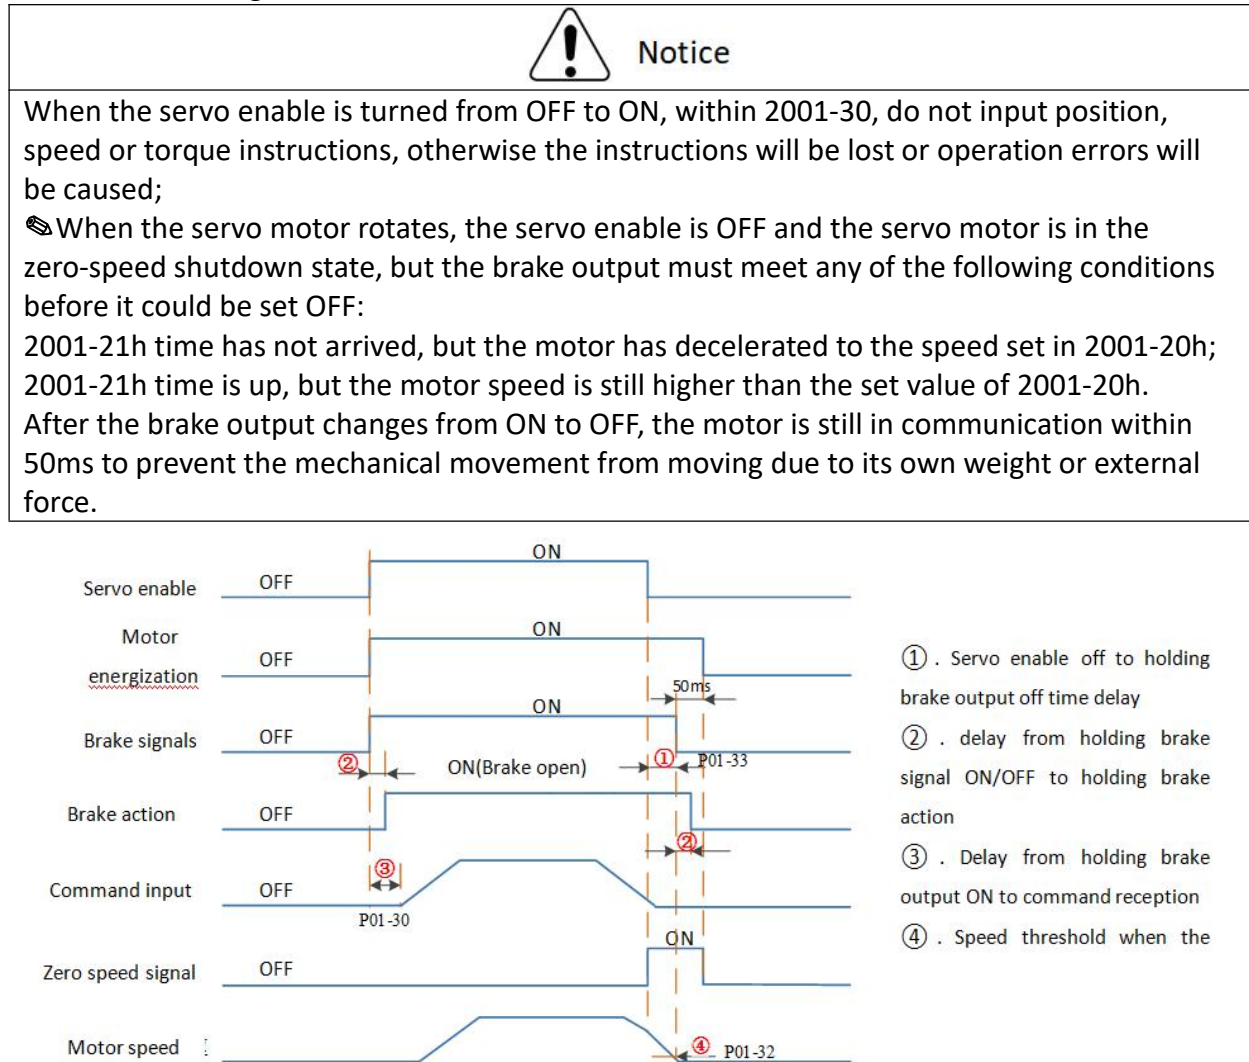 Notice
When the servo enable is turned from OFF to ON, within 2001-30, do not input position,
speed or torque instructions, otherwise the instructions will be lost or operation errors will
be caused;
✎When the servo motor rotates, the servo enable is OFF and the servo motor is in the
zero-speed shutdown state, but the brake output must meet any of the following conditions
before it could be set OFF:
2001-21h time has not arrived, but the motor has decelerated to the speed set in 2001-20h;
2001-21h time is up, but the motor speed is still higher than the set value of 2001-20h.
After the brake output changes from ON to OFF, the motor is still in communication within
50ms to prevent the mechanical movement from moving due to its own weight or external
force.
ON
Servo enable OFF
Motor
energization
OFF
ON
50ms
Brake signals OFF
ON
② ① P01-33
ON(Brake open)
Brake action OFF
②
③
Command input OFF
P01-30
ON
Zero speed signal OFF
Motor speed
④ P01-32
①. Servo enable off to holding
brake output off time delay
②. delay from holding brake
signal ON/OFF to holding brake
action
③. Delay from holding brake
output ON to command reception
④. Speed threshold when the